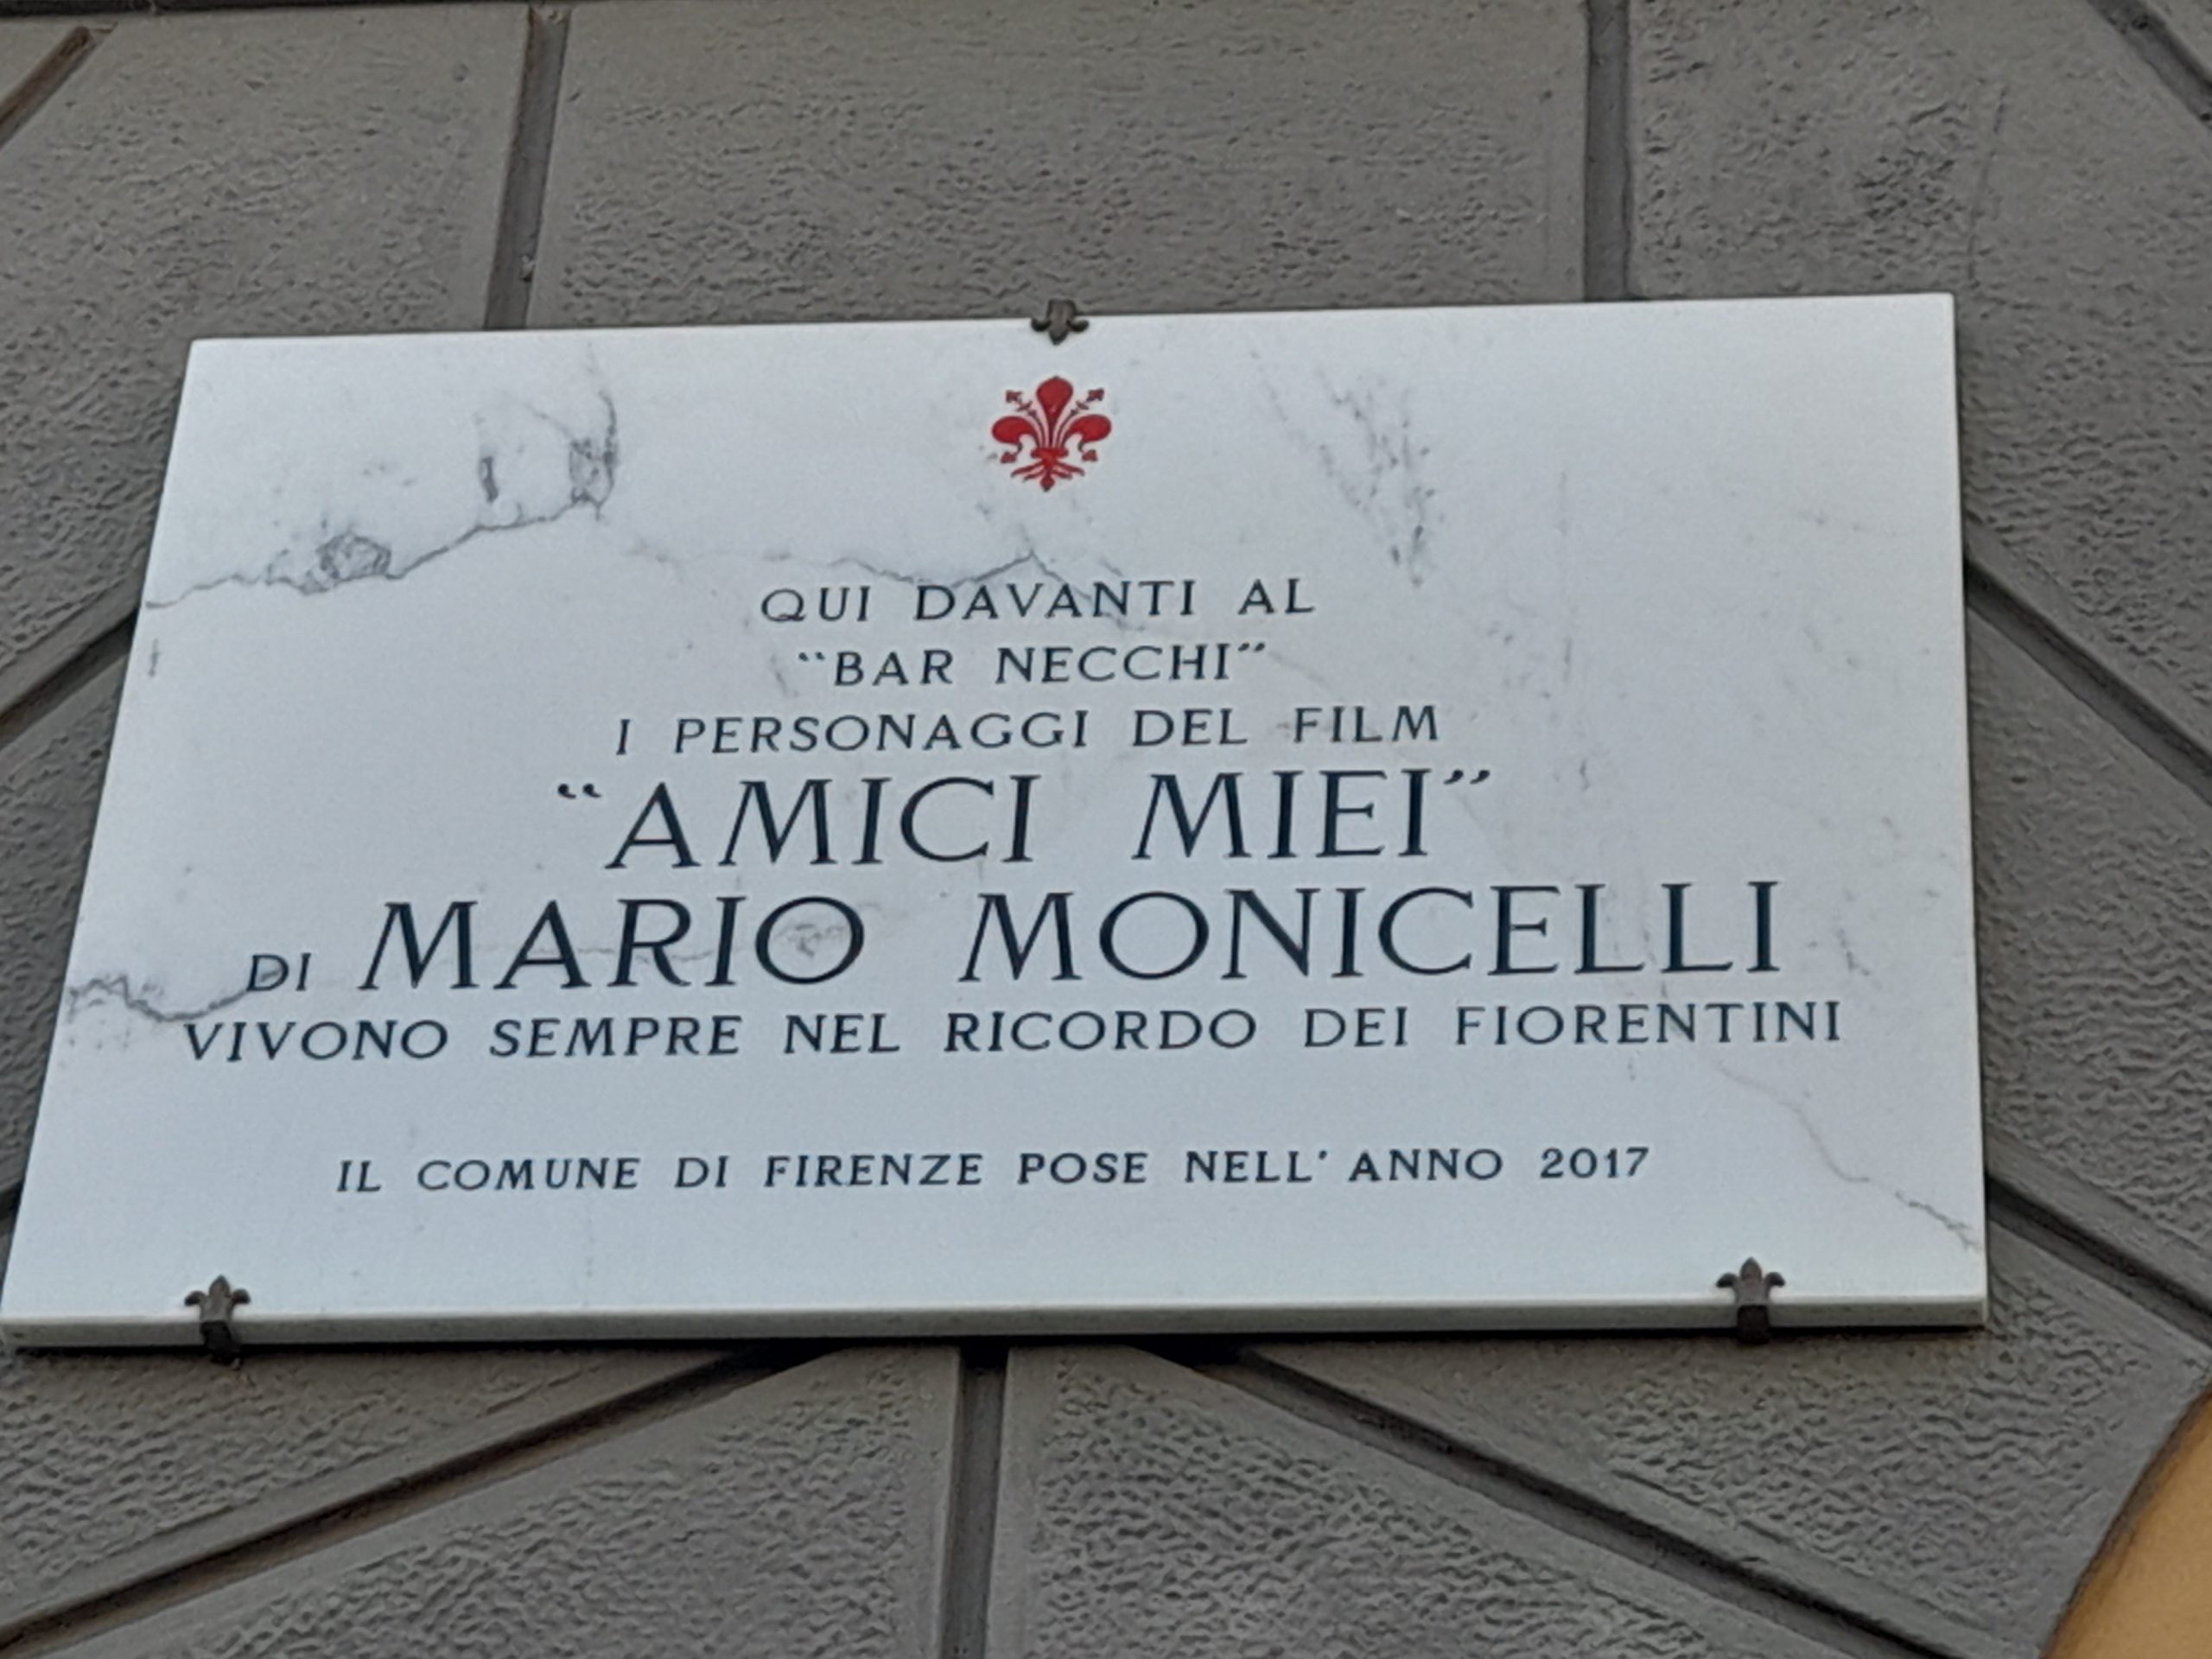 QUI DAVANTI AL
“BAR NECCHI”
I PERSONAGGI DEL FILM
“AMICI MIEI”
DI MARIO MONICELLI
VIVONO SEMPRE NEL RICORDO DEI FIORENTINI
IL COMUNE DI FIRENZE POSE NELL' ANNO 2017